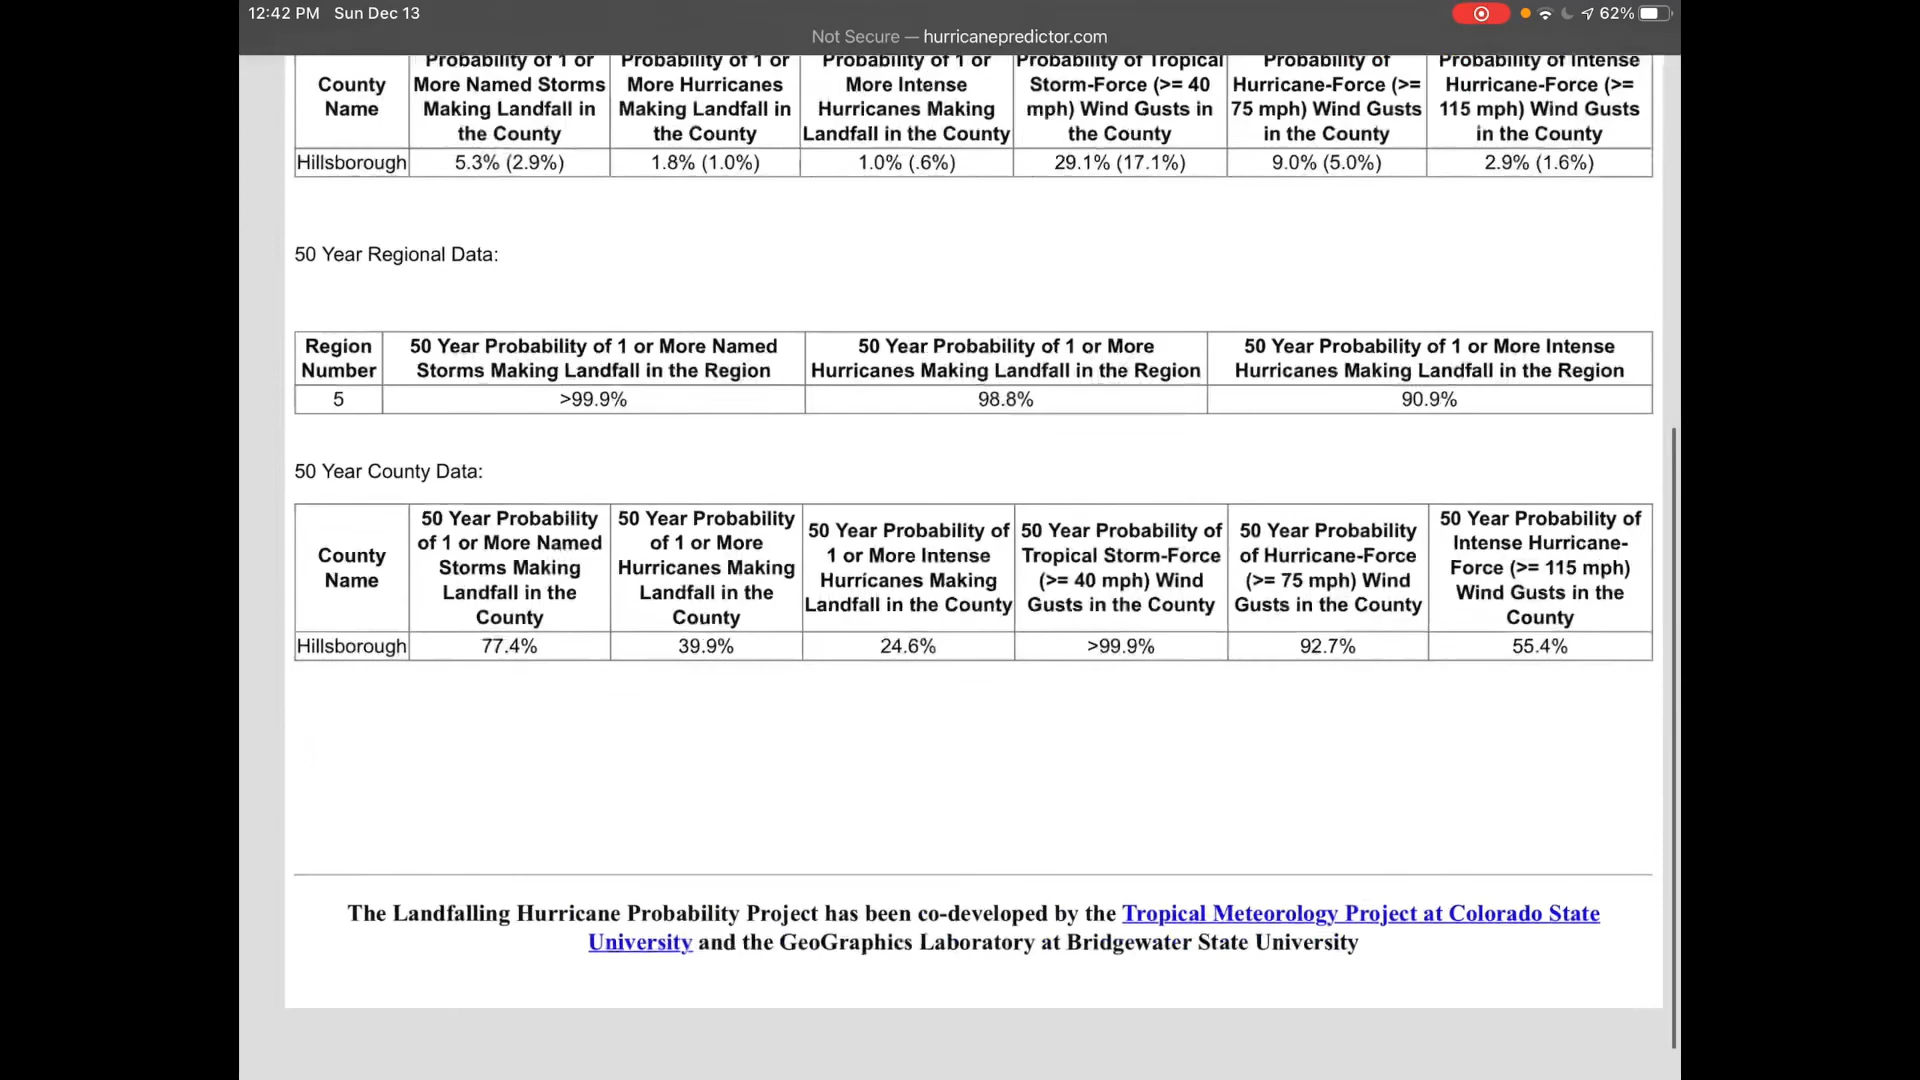 12:42 PM Sun Dec 13
62%
Not Secure — hurricanepredictor.com
County Name
Probability of 1 or More Named Storms Making Landfall in the County
Probability of 1 or More Hurricanes Making Landfall in the County
Probability of 1 or More Intense Hurricanes Making Landfall in the County
Probability of Tropical Storm-Force (>= 40 mph) Wind Gusts in the County
Probability of Hurricane-Force (>= 75 mph) Wind Gusts in the County
Probability of Intense Hurricane-Force (>= 115 mph) Wind Gusts in the County
Hillsborough 5.3% (2.9%) 1.8% (1.0%) 1.0% (.6%) 29.1% (17.1%) 9.0% (5.0%) 2.9% (1.6%)
50 Year Regional Data:
Region Number
50 Year Probability of 1 or More Named Storms Making Landfall in the Region
50 Year Probability of 1 or More Hurricanes Making Landfall in the Region
50 Year Probability of 1 or More Intense Hurricanes Making Landfall in the Region
5 >99.9% 98.8% 90.9%
50 Year County Data:
County Name
50 Year Probability of 1 or More Named Storms Making Landfall in the County
50 Year Probability of 1 or More Hurricanes Making Landfall in the County
50 Year Probability of 1 or More Intense Hurricanes Making Landfall in the County
50 Year Probability of Tropical Storm-Force (>= 40 mph) Wind Gusts in the County
50 Year Probability of Hurricane-Force (>= 75 mph) Wind Gusts in the County
50 Year Probability of Intense Hurricane-Force (>= 115 mph) Wind Gusts in the County
Hillsborough 77.4% 39.9% 24.6% >99.9% 92.7% 55.4%
The Landfalling Hurricane Probability Project has been co-developed by the Tropical Meteorology Project at Colorado State
University and the GeoGraphics Laboratory at Bridgewater State University